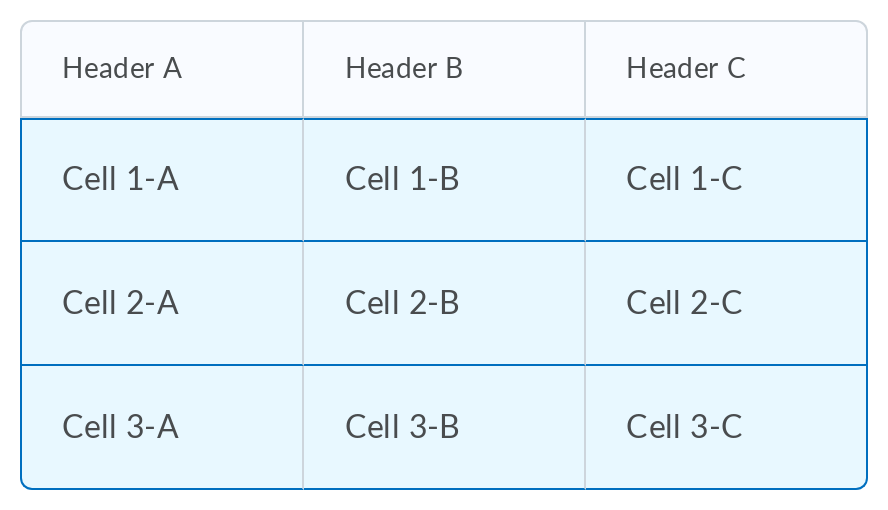 Header A Header B Header C
Cell 1-A Cell 1-B Cell 1-C
Cell 2-A Cell 2-B Cell 2-C
Cell 3-A Cell 3-B Cell 3-C